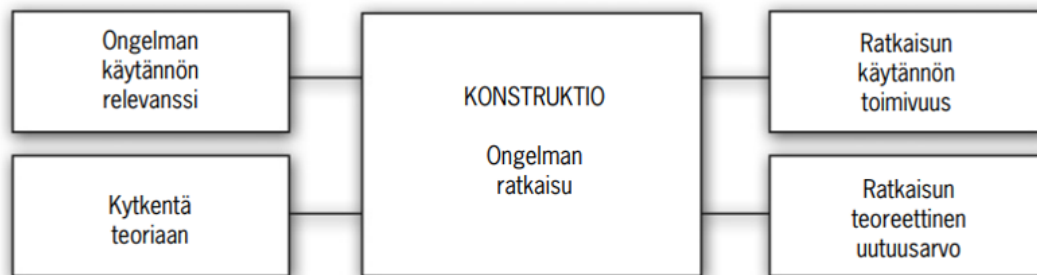 Ongelman
käytännön
relevanssi
Kytkentä
teoriaan
KONSTRUKTIO
Ongelman
ratkaisu
Ratkaisun
käytännön
toimivuus
Ratkaisun
teoreettinen
uutuusarvo